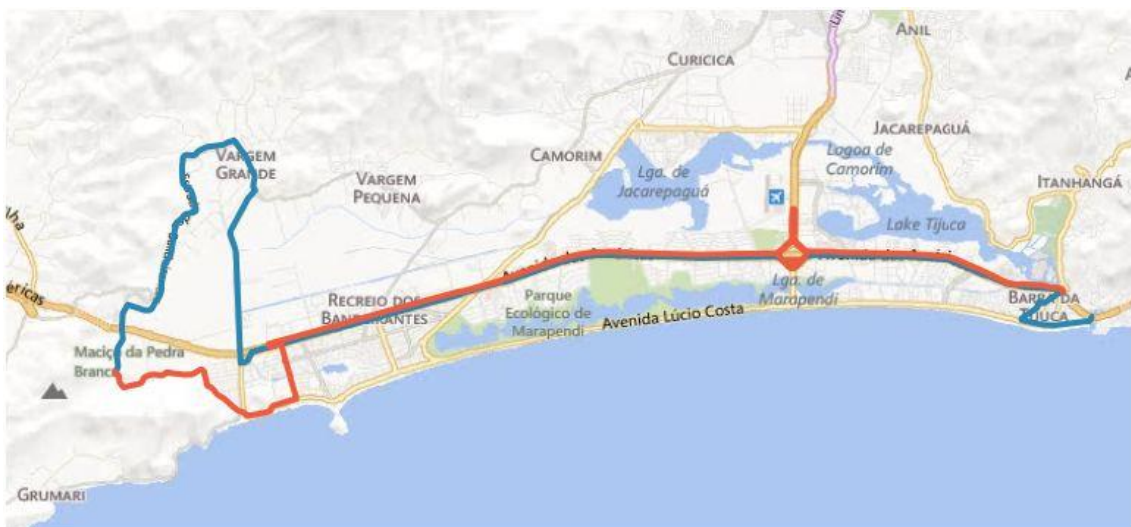 ANIL
CURICICA
JACAREPAGUÁ
VARGEM
GRANDE
CAMORIM
Lagoa de
Camorim
VARGEM
PEQUENA
Lga. de
Jacarepaguá
ITANHANGÁ
Lake Tijuca
ericas
RECREIO DOS
BANDEIRANTES
Parque
Ecológico de
Marapendi
Lga. de
Marapendi
Avenida Lúcio Costa
BARRA DA
TIJUCA
Maciço da Pedra
Branca
GRUMARI